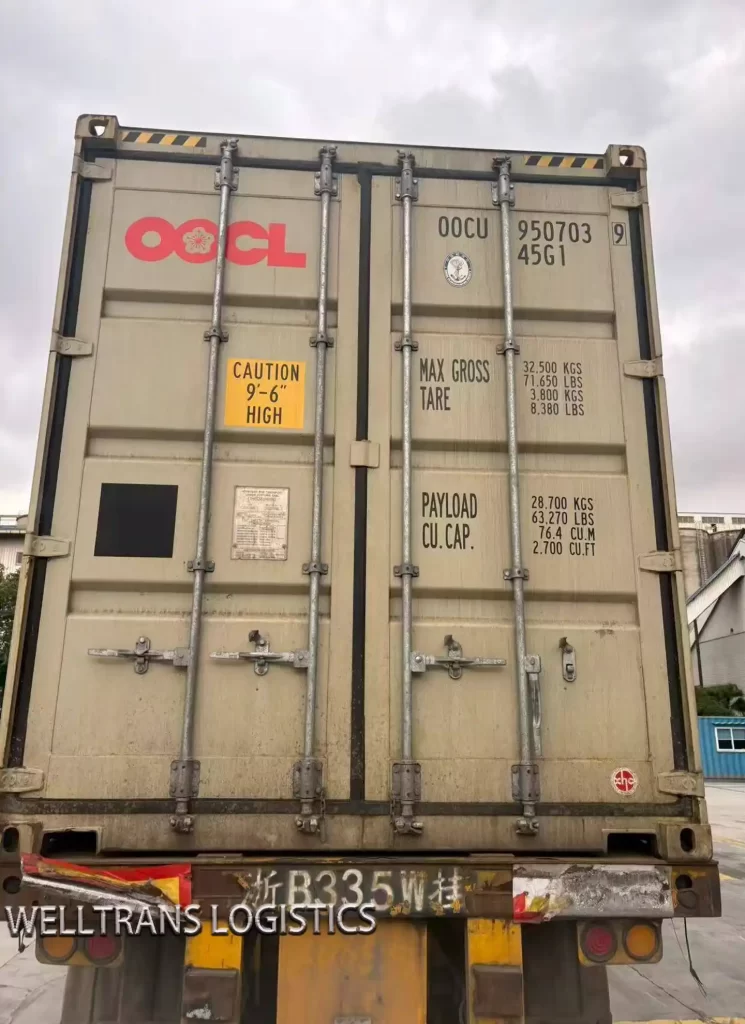 OOCL
OOCU 950703 9
45G1
CAUTION
9'-6"
HIGH
MAX GROSS 32,500 KGS
71,650 LBS
TARE 3,800 KGS
8,380 LBS
PAYLOAD 28,700 KGS
63,270 LBS
CU.CAP. 76.4 CU.M
2,700 CU.FT
cxhc
浙B335W挂
WELLTRANS LOGISTICS